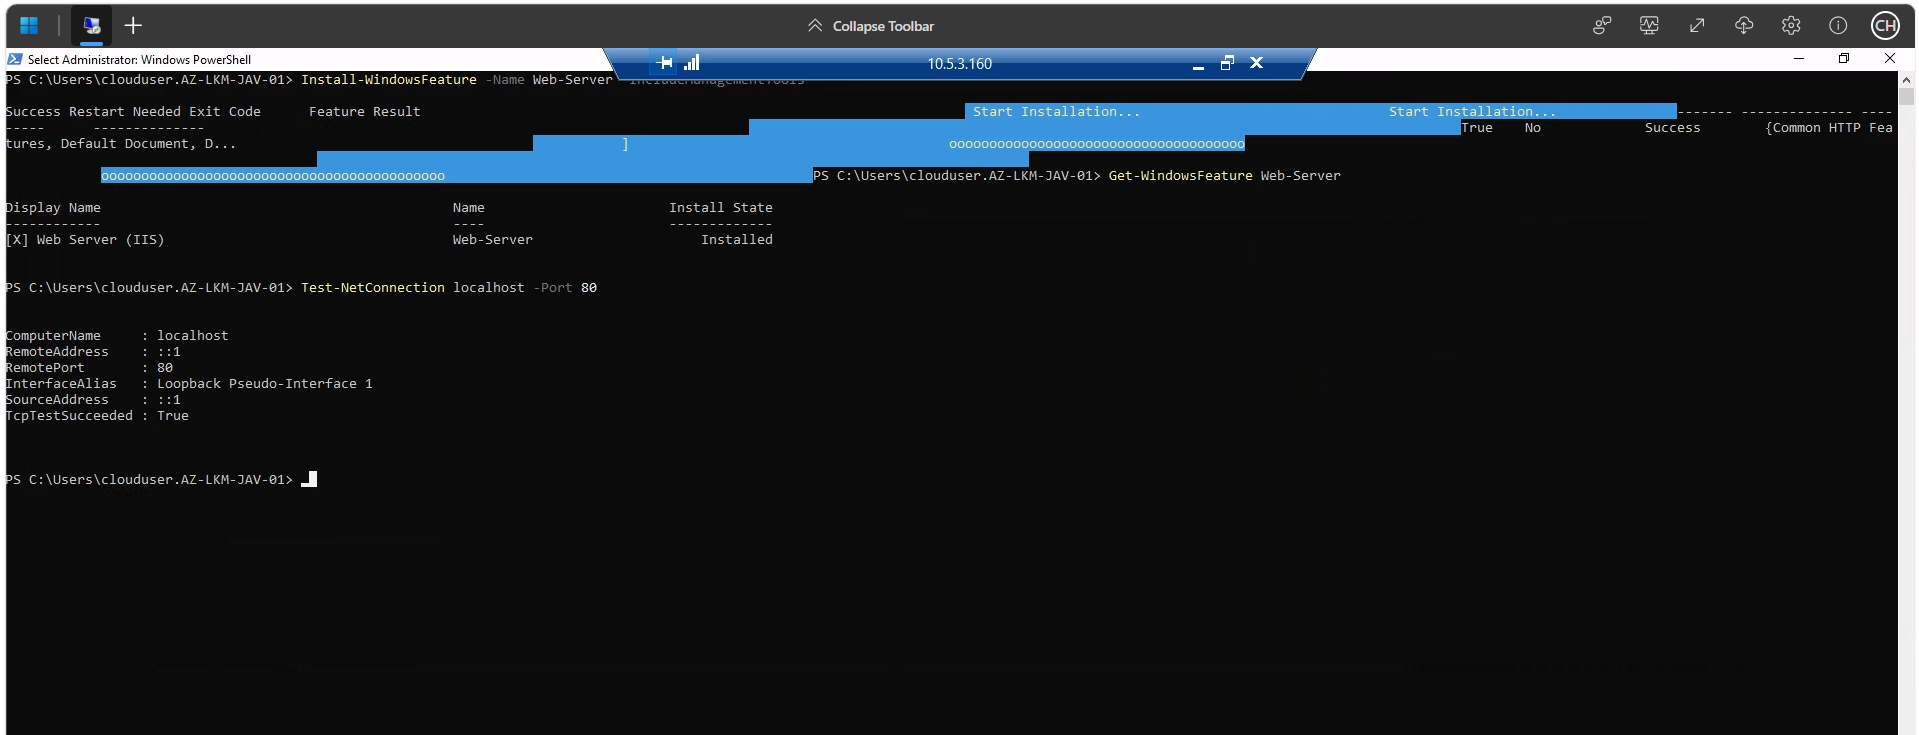 Collapse Toolbar
CH
Select Administrator: Windows PowerShell
10.5.3.160
PS C:\Users\clouduser.AZ-LKM-JAV-01> Install-WindowsFeature -Name Web-Server -IncludeManagementTools
Success Restart Needed Exit Code      Feature Result
Start Installation... Start Installation...------- -------------- ----
----- --------------
True No Success {Common HTTP Fea
tures, Default Document, D... ] ooooooooooooooooooooooooooooooooooooo
ooooooooooooooooooooooooooooooooooooooooooo PS C:\Users\clouduser.AZ-LKM-JAV-01> Get-WindowsFeature Web-Server
Display Name Name Install State
------------ ---- -------------
[X] Web Server (IIS) Web-Server Installed
PS C:\Users\clouduser.AZ-LKM-JAV-01> Test-NetConnection localhost -Port 80
ComputerName     : localhost
RemoteAddress    : ::1
RemotePort       : 80
InterfaceAlias   : Loopback Pseudo-Interface 1
SourceAddress    : ::1
TcpTestSucceeded : True
PS C:\Users\clouduser.AZ-LKM-JAV-01>